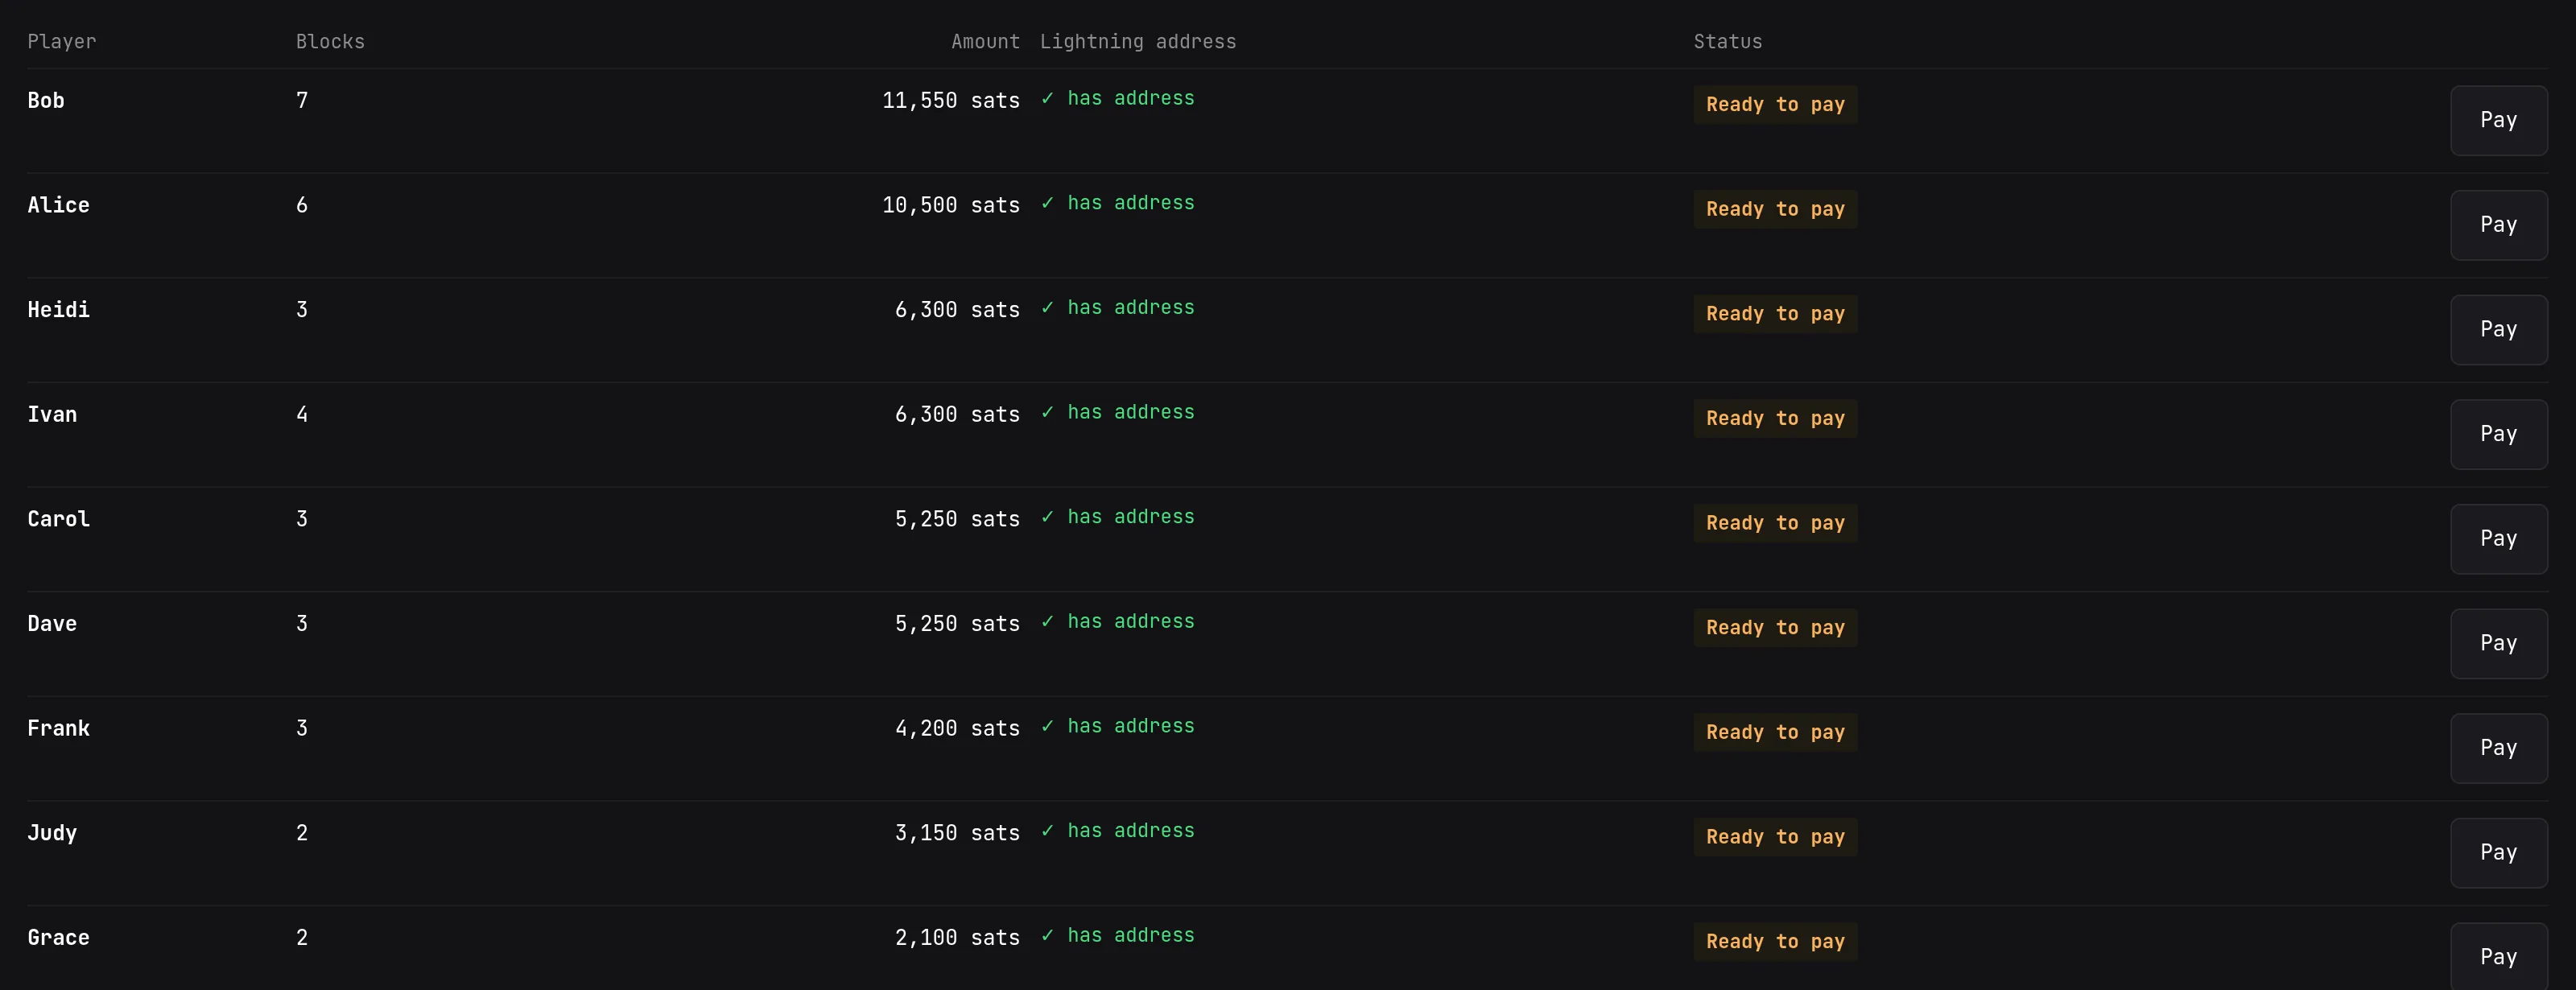 Player Blocks Amount Lightning address Status
Bob 7 11,550 sats ✓ has address Ready to pay Pay
Alice 6 10,500 sats ✓ has address Ready to pay Pay
Heidi 3 6,300 sats ✓ has address Ready to pay Pay
Ivan 4 6,300 sats ✓ has address Ready to pay Pay
Carol 3 5,250 sats ✓ has address Ready to pay Pay
Dave 3 5,250 sats ✓ has address Ready to pay Pay
Frank 3 4,200 sats ✓ has address Ready to pay Pay
Judy 2 3,150 sats ✓ has address Ready to pay Pay
Grace 2 2,100 sats ✓ has address Ready to pay Pay